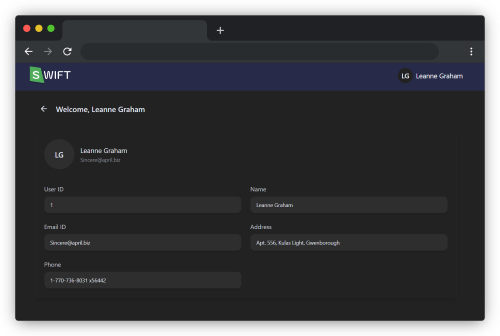 SWIFT
LG Leanne Graham
Welcome, Leanne Graham
LG
Leanne Graham
Sincere@april.biz
User ID
1
Name
Leanne Graham
Email ID
Sincere@april.biz
Address
Apt. 556, Kulas Light, Gwenborough
Phone
1-770-736-8031 x56442